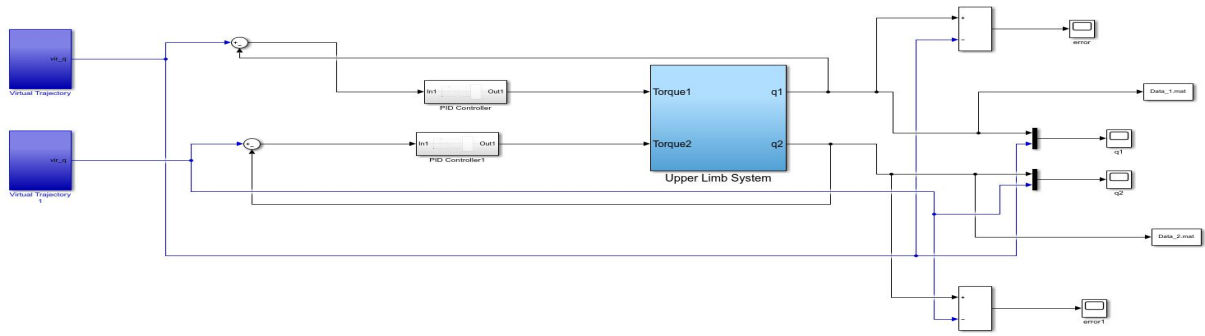 vir_q
Virtual Trajectory
vir_q
Virtual Trajectory
1
+
−
+
−
In1
Out1
PID Controller
In1
Out1
PID Controller1
Torque1
q1
Torque2
q2
Upper Limb System
+
−
error
Data_1.mat
q1
q2
Data_2.mat
+
−
error1